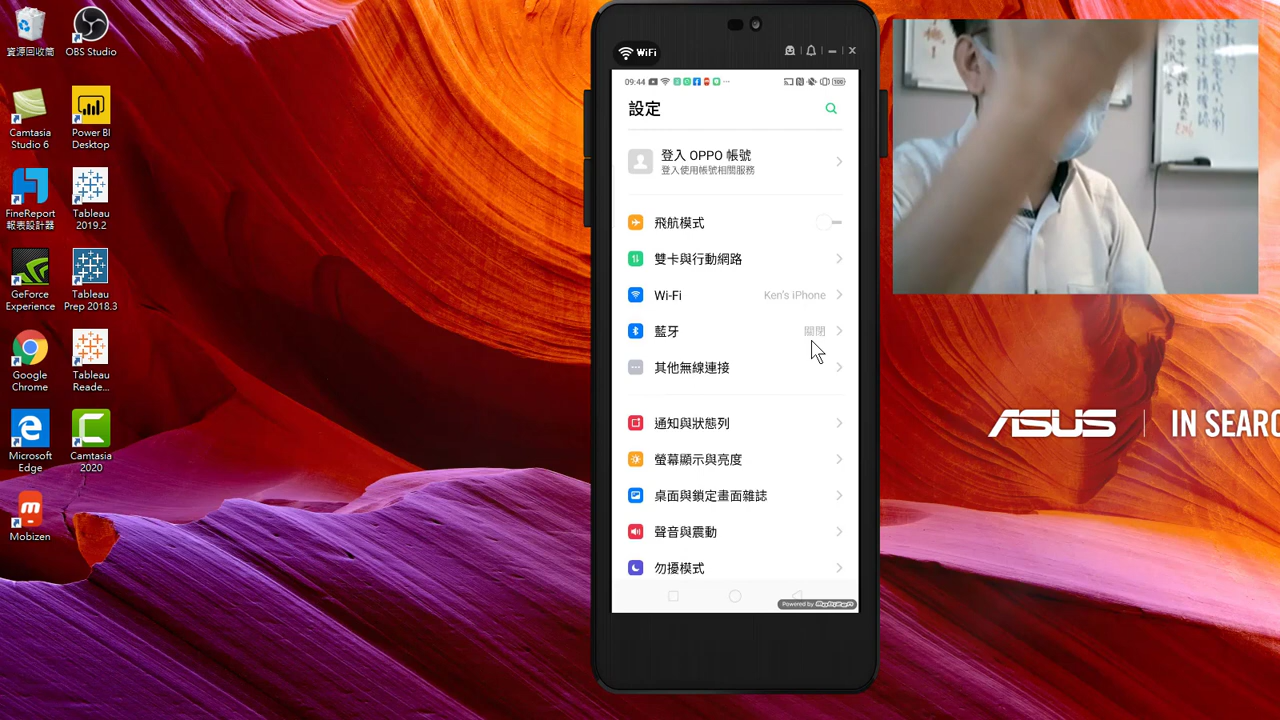 資源回收筒
OBS Studio
Camtasia
Studio 6
Power BI
Desktop
FineReport
報表設計器
Tableau
2019.2
GeForce
Experience
Tableau
Prep 2018.3
Google
Chrome
Tableau
Reade...
Microsoft
Edge
Camtasia
2020
Mobizen
WiFi
09:44
100
設定
登入 OPPO 帳號
登入使用帳號相關服務
飛航模式
雙卡與行動網路
Wi-Fi
Ken's iPhone
藍牙
關閉
其他無線連接
通知與狀態列
螢幕顯示與亮度
桌面與鎖定畫面雜誌
聲音與震動
勿擾模式
Powered by
ASUS
IN SEARC